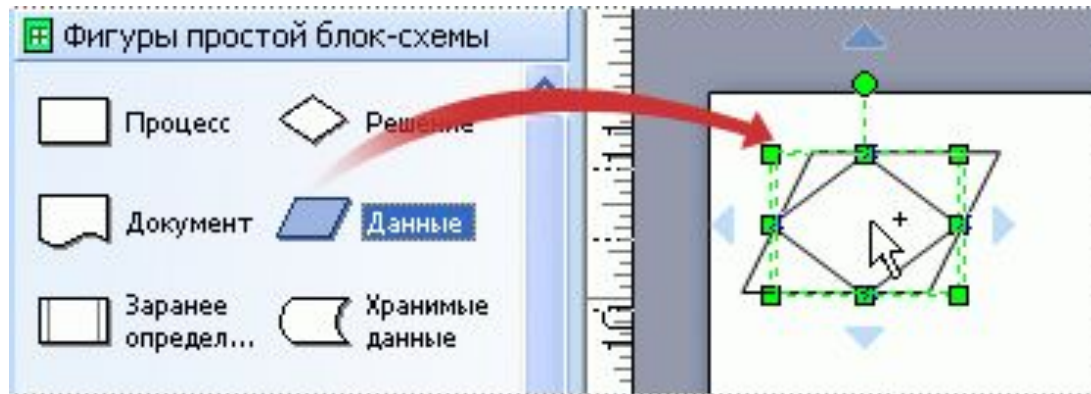 Фигуры простой блок-схемы
Процесс
Решение
Документ
Данные
Заранее
определ...
Хранимые
данные